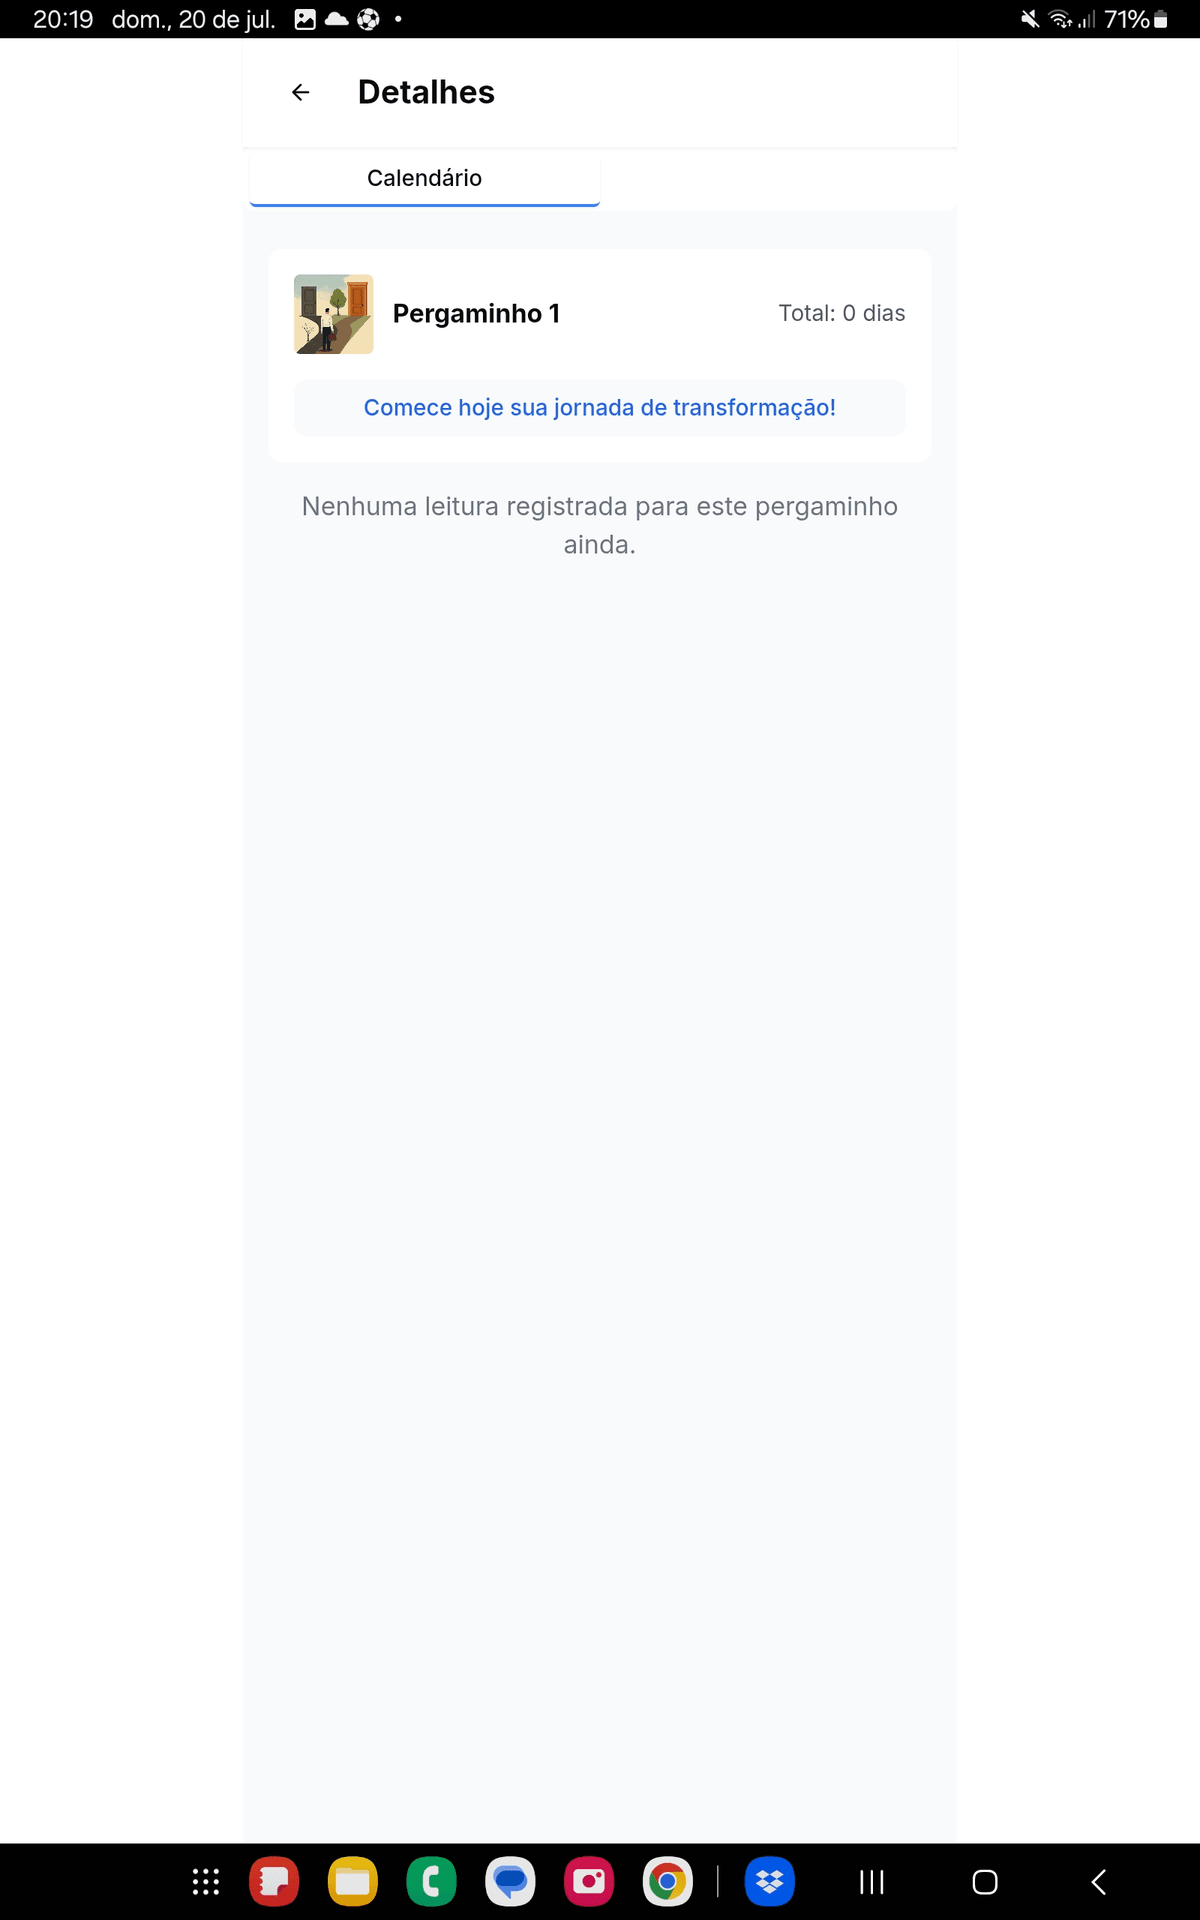 20:19 dom., 20 de jul. 71%
Detalhes
Calendário
Pergaminho 1
Total: 0 dias
Comece hoje sua jornada de transformação!
Nenhuma leitura registrada para este pergaminho
ainda.